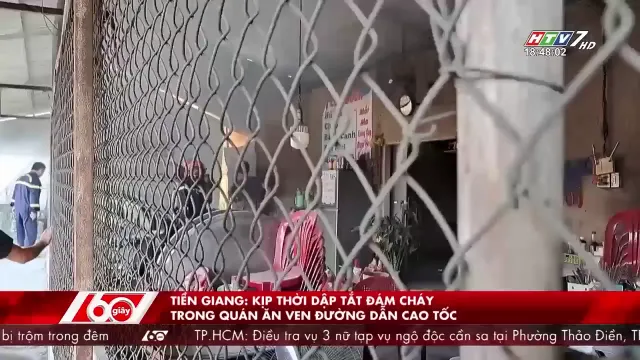 HTV7 HD
18:48:02
60 giây
TIỀN GIANG: KỊP THỜI DẬP TẮT ĐÁM CHÁY
TRONG QUÁN ĂN VEN ĐƯỜNG DẪN CAO TỐC
bị trộm trong đêm 60 giây TP.HCM: Điều tra vụ 3 nữ tạp vụ ngộ độc cần sa tại Phường Thảo Điền, T